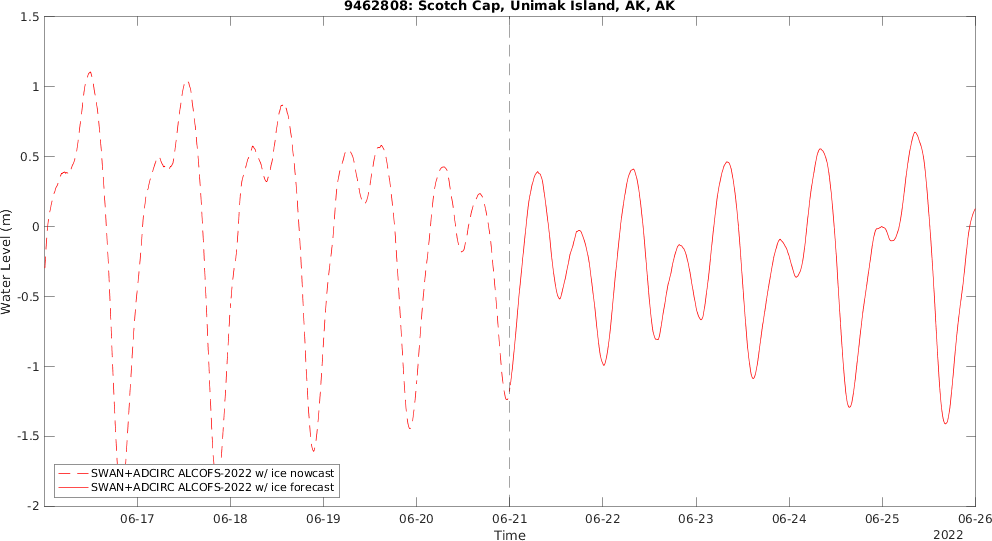 9462808: Scotch Cap, Unimak Island, AK, AK
1.5
1
0.5
0
-0.5
-1
-1.5
-2
Water Level (m)
SWAN+ADCIRC ALCOFS-2022 w/ ice nowcast
SWAN+ADCIRC ALCOFS-2022 w/ ice forecast
06-17 06-18 06-19 06-20 06-21 06-22 06-23 06-24 06-25 06-26
Time
2022